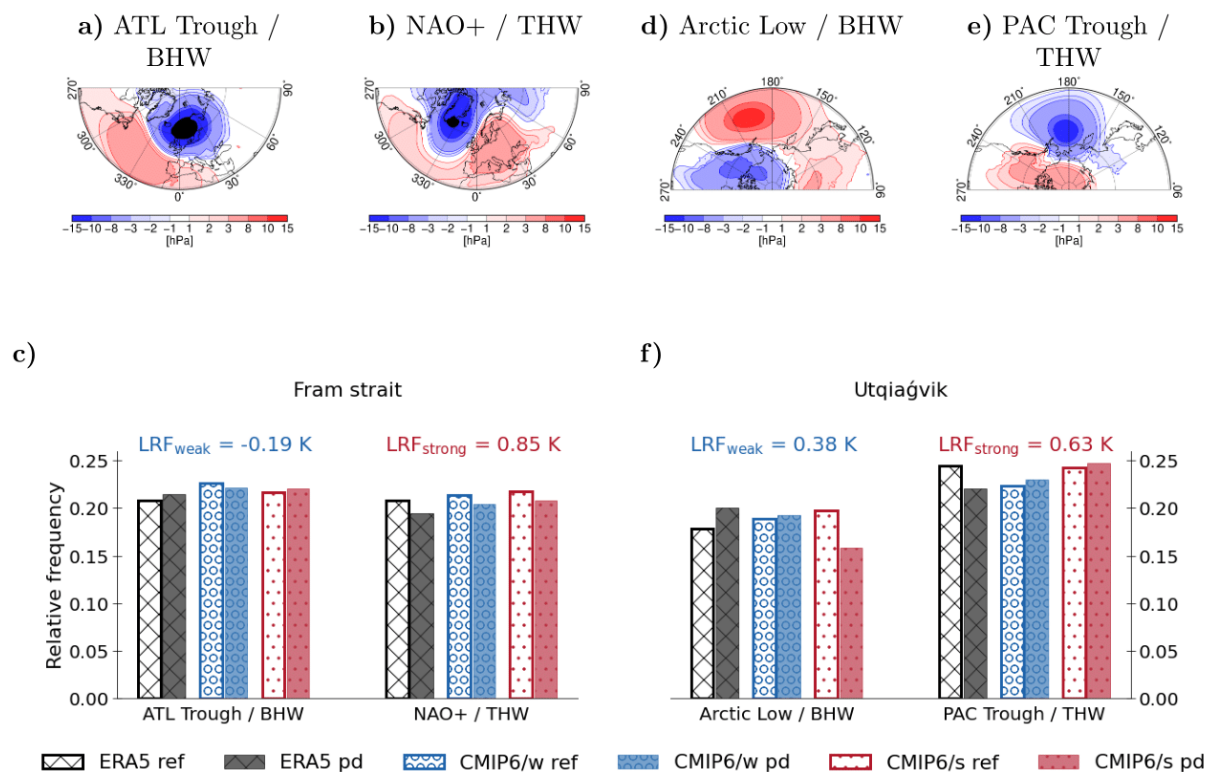 a) ATL Trough /
BHW
b) NAO+ / THW
d) Arctic Low / BHW
e) PAC Trough /
THW
270° 300° 330° 0° 30° 60° 90°
270° 300° 330° 0° 30° 60° 90°
270° 240° 210° 180° 150° 120° 90°
270° 240° 210° 180° 150° 120° 90°
−15−10 −8 −3 −2 −1 1 2 3 8 10 15
[hPa]
−15−10 −8 −3 −2 −1 1 2 3 8 10 15
[hPa]
−15−10 −8 −3 −2 −1 1 2 3 8 10 15
[hPa]
−15−10 −8 −3 −2 −1 1 2 3 8 10 15
[hPa]
c)
Fram strait
LRFweak = -0.19 K
LRFstrong = 0.85 K
Relative frequency
0.25
0.20
0.15
0.10
0.05
0.00
ATL Trough / BHW
NAO+ / THW
f)
Utqiaǵvik
LRFweak = 0.38 K
LRFstrong = 0.63 K
0.25
0.20
0.15
0.10
0.05
0.00
Arctic Low / BHW
PAC Trough / THW
ERA5 ref
ERA5 pd
CMIP6/w ref
CMIP6/w pd
CMIP6/s ref
CMIP6/s pd